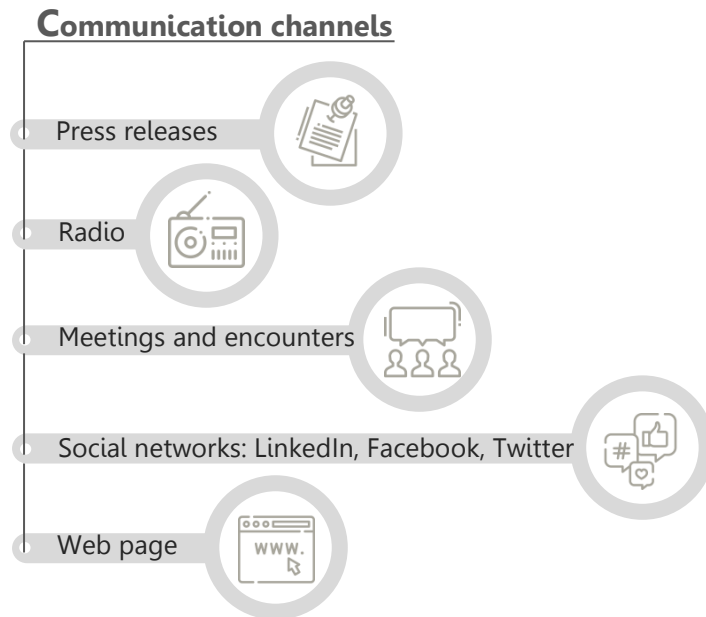 Communication channels
Press releases
Radio
Meetings and encounters
Social networks: LinkedIn, Facebook, Twitter
#
Web page
www.